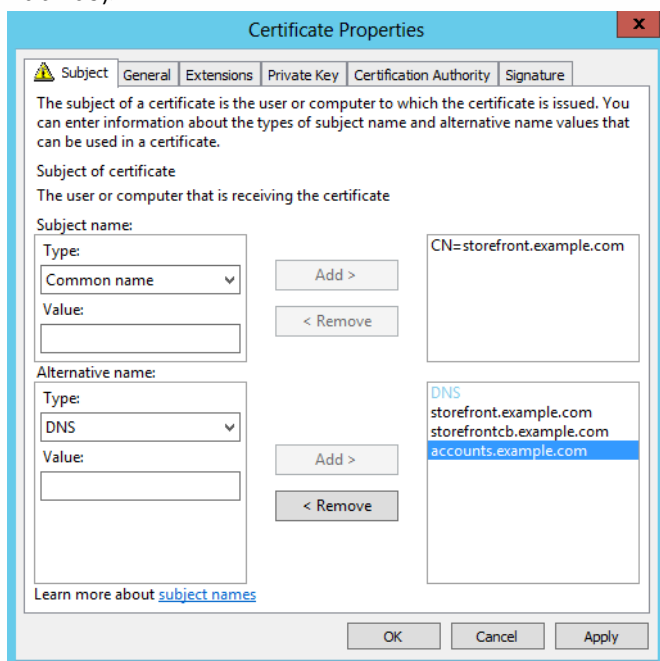 Certificate Properties
x
Subject
General
Extensions
Private Key
Certification Authority
Signature
The subject of a certificate is the user or computer to which the certificate is issued. You
can enter information about the types of subject name and alternative name values that
can be used in a certificate.
Subject of certificate
The user or computer that is receiving the certificate
Subject name:
Type:
Common name
Value:
Add >
< Remove
CN=storefront.example.com
Alternative name:
Type:
DNS
Value:
Add >
< Remove
DNS
storefront.example.com
storefrontcb.example.com
accounts.example.com
Learn more about subject names
OK
Cancel
Apply